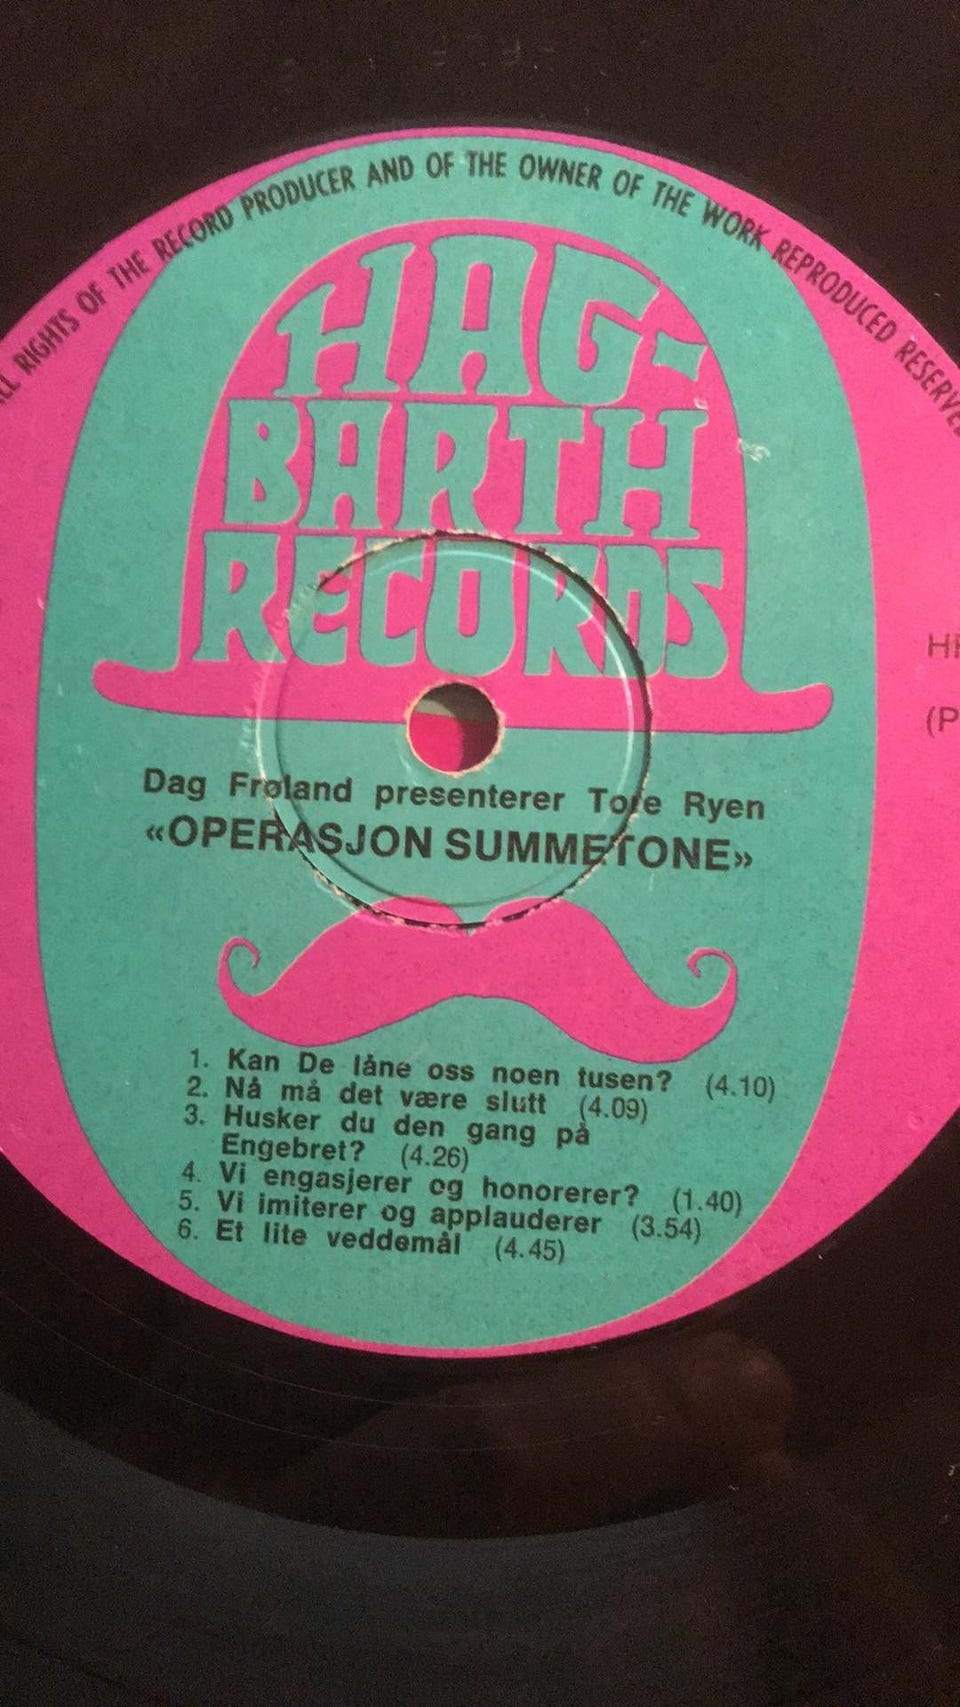 ALL RIGHTS OF THE RECORD PRODUCER AND OF THE OWNER OF THE WORK REPRODUCED RESERVED
HAG-
BARTH
RECORDS
Dag Frøland presenterer Tore Ryen
«OPERASJON SUMMETONE»
1. Kan De låne oss noen tusen? (4.10)
2. Nå må det være slutt (4.09)
3. Husker du den gang på
Engebret? (4.26)
4. Vi engasjerer og honorerer? (1.40)
5. Vi imiterer og applauderer (3.54)
6. Et lite veddemål (4.45)